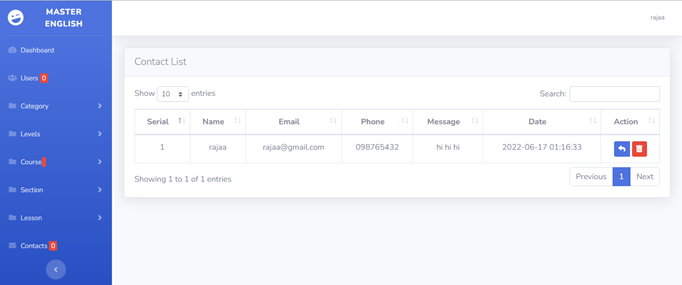 MASTER
ENGLISH
rajaa
Dashboard
Users 0
Category
Levels
Course
Section
Lesson
Contacts 0
Contact List
Show 10 entries
Search:
Serial Name Email Phone Message Date Action
1 rajaa rajaa@gmail.com 098765432 hi hi hi 2022-06-17 01:16:33
Showing 1 to 1 of 1 entries
Previous 1 Next